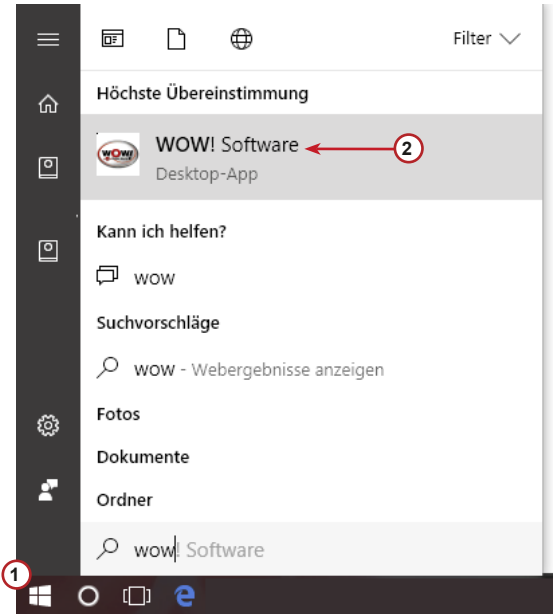 Filter
Höchste Übereinstimmung
WOW! WOW! Software 2
Desktop-App
Kann ich helfen?
wow
Suchvorschläge
wow - Webergebnisse anzeigen
Fotos
Dokumente
Ordner
wow! Software
1